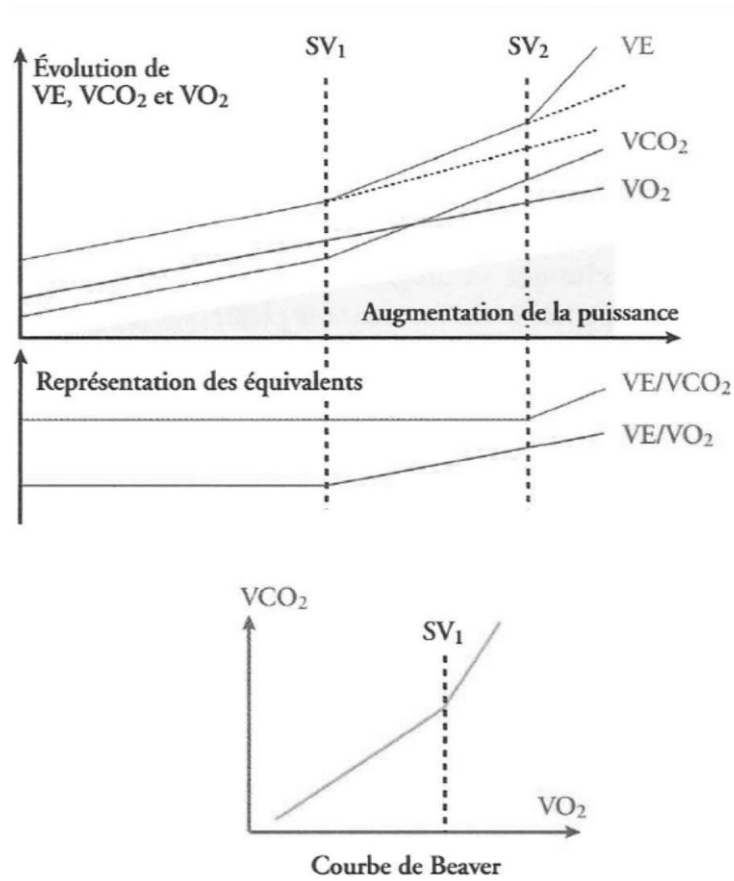 SV₁ SV₂ VE
Évolution de
VE, VCO₂ et VO₂
VCO₂
VO₂
Augmentation de la puissance
Représentation des équivalents
VE/VCO₂
VE/VO₂
VCO₂
SV₁
VO₂
Courbe de Beaver